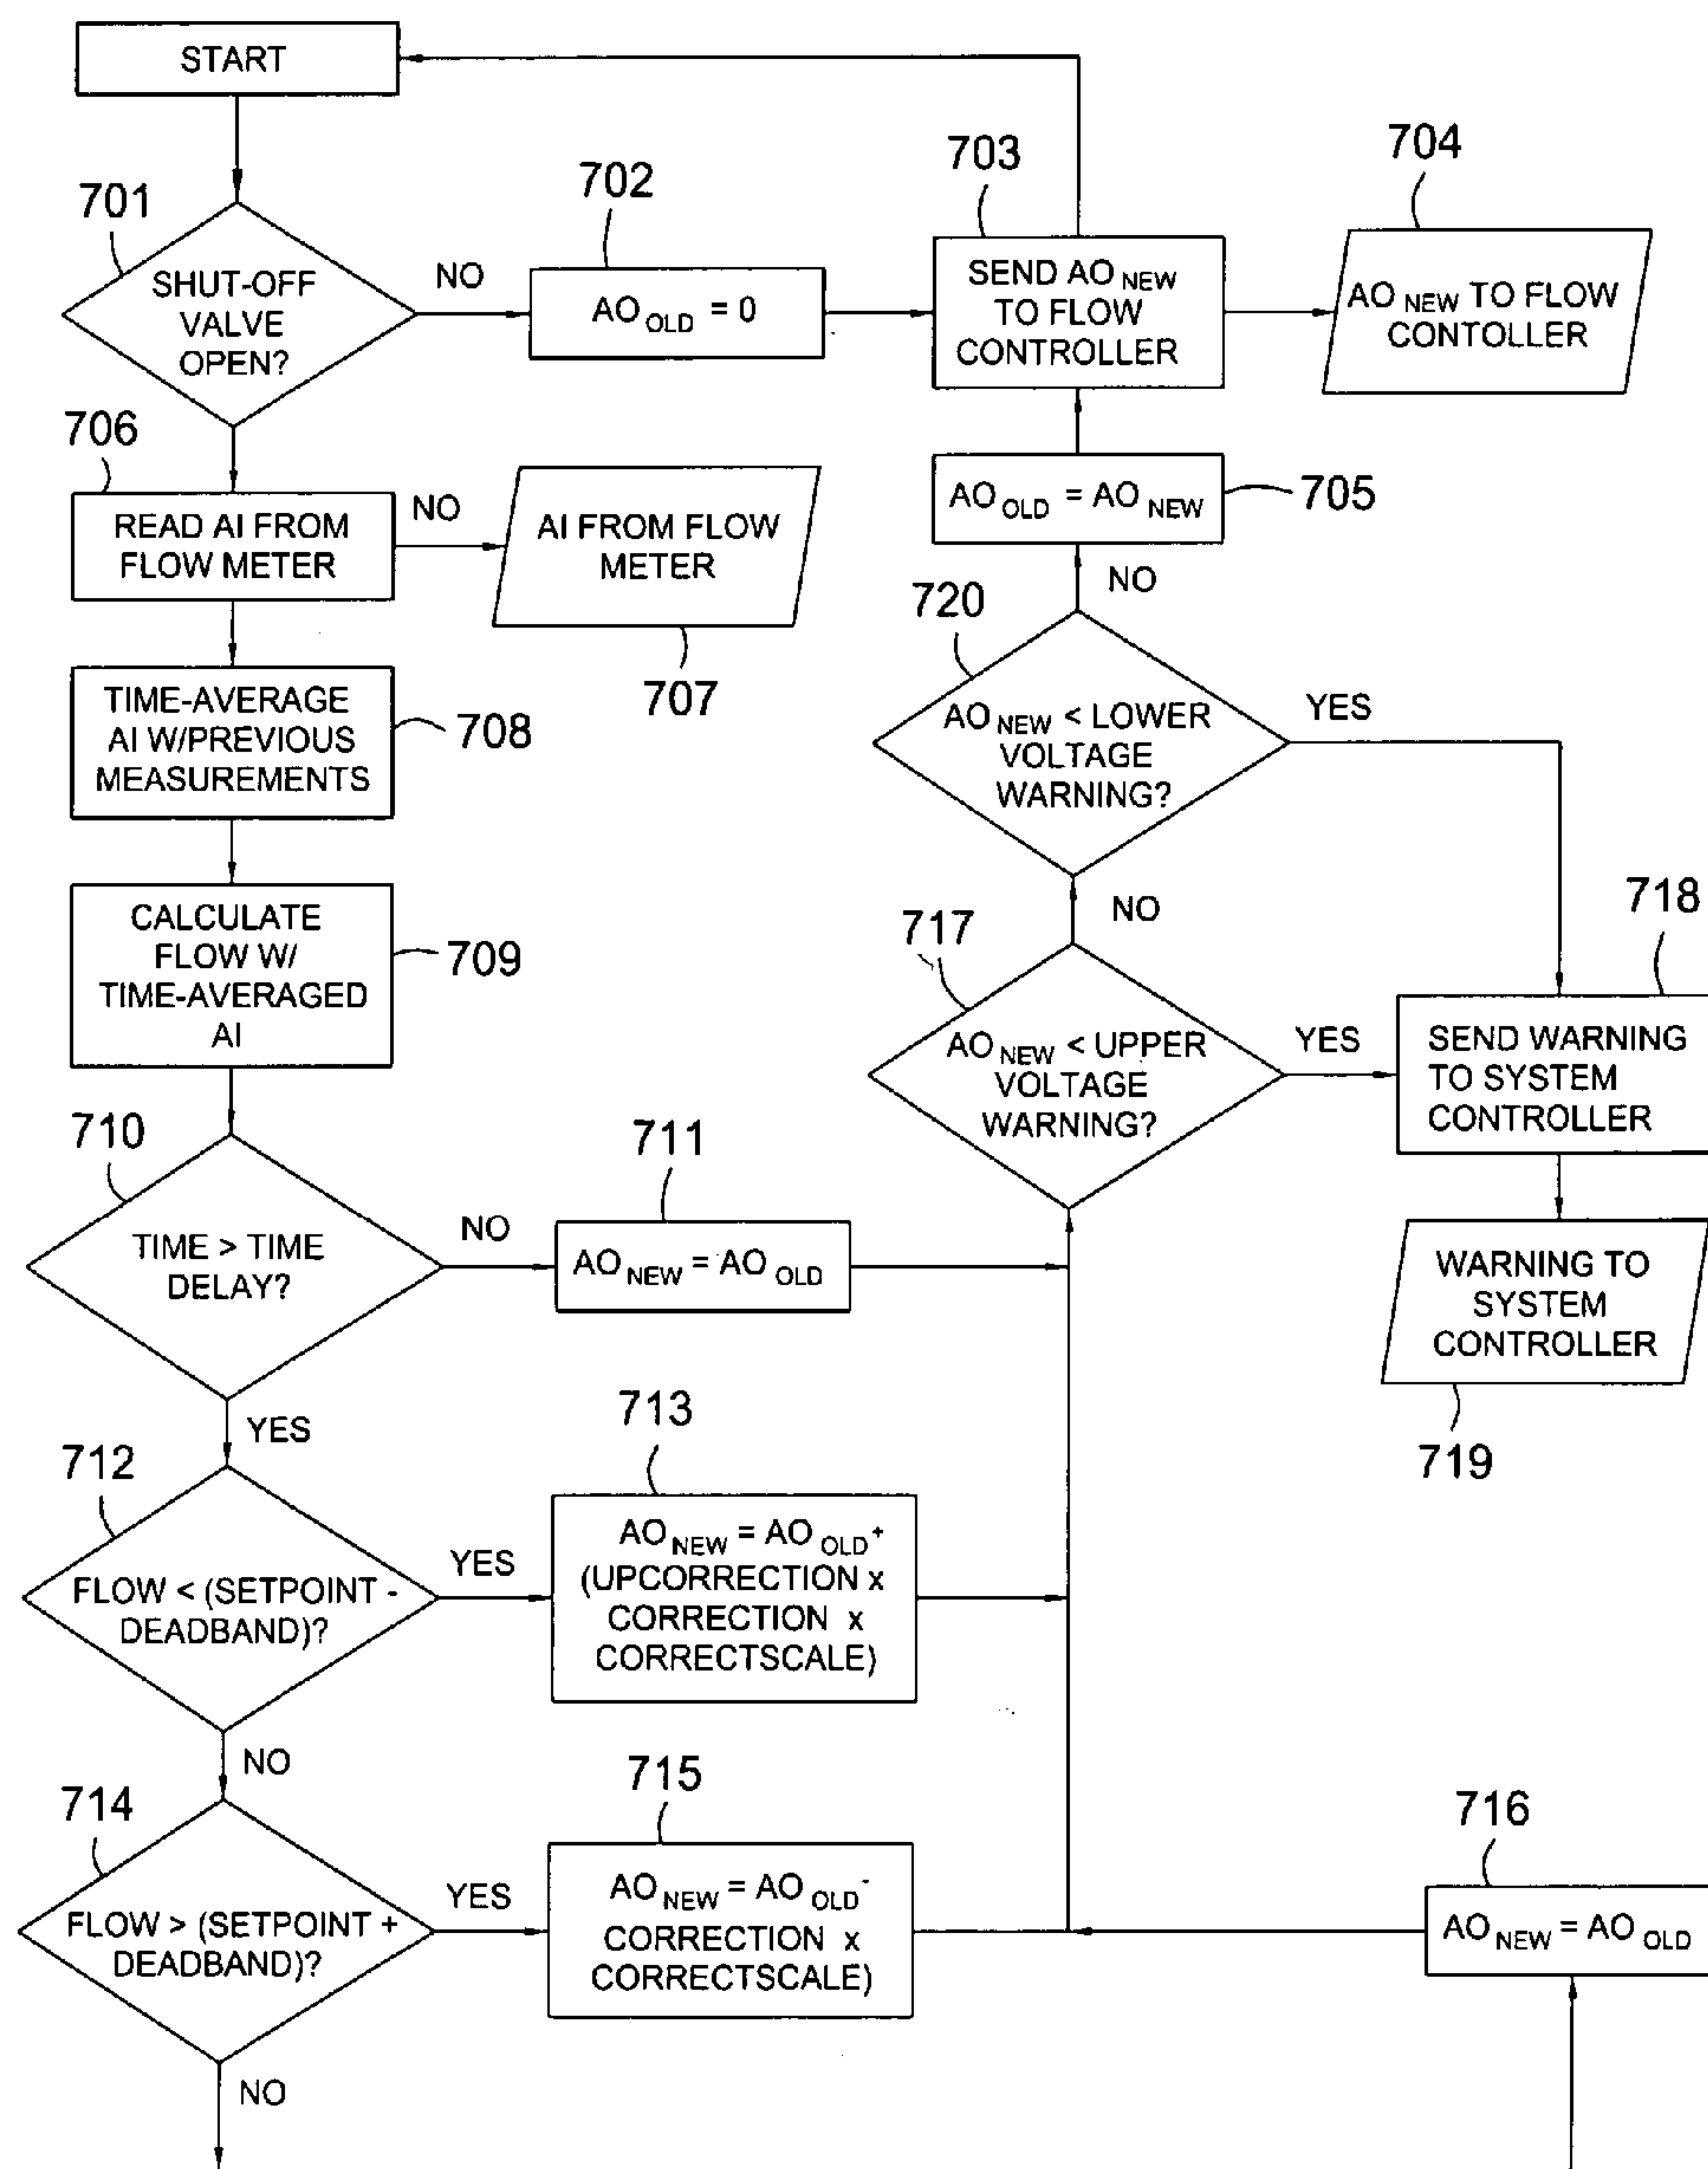 START
701
SHUT-OFF
VALVE
OPEN?
NO
702
AO OLD = 0
703
SEND AO NEW
TO FLOW
CONTROLLER
704
AO NEW TO FLOW
CONTOLLER
706
READ AI FROM
FLOW METER
NO
AI FROM FLOW
METER
707
AO OLD = AO NEW
705
NO
708
TIME-AVERAGE
AI W/PREVIOUS
MEASUREMENTS
720
AO NEW < LOWER
VOLTAGE
WARNING?
YES
NO
709
CALCULATE
FLOW W/
TIME-AVERAGED
AI
717
AO NEW < UPPER
VOLTAGE
WARNING?
YES
718
SEND WARNING
TO SYSTEM
CONTROLLER
710
TIME > TIME
DELAY?
NO
711
AO NEW = AO OLD
WARNING TO
SYSTEM
CONTROLLER
719
YES
712
FLOW < (SETPOINT -
DEADBAND)?
YES
713
AO NEW = AO OLD +
(UPCORRECTION x
CORRECTION x
CORRECTSCALE)
NO
714
FLOW > (SETPOINT +
DEADBAND)?
YES
715
AO NEW = AO OLD -
CORRECTION x
CORRECTSCALE)
716
AO NEW = AO OLD
NO